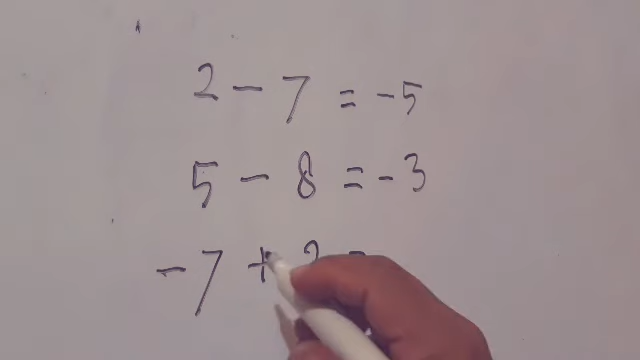 2 - 7 = -5
5 - 8 = -3
-7 + =